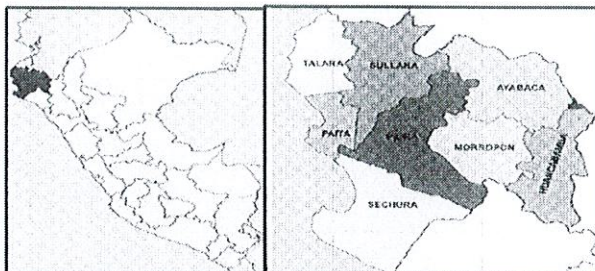 TALARA
SULLANA
AYABACA
PAITA
PIURA
MORROPON
HUANCABAMBA
SECHURA